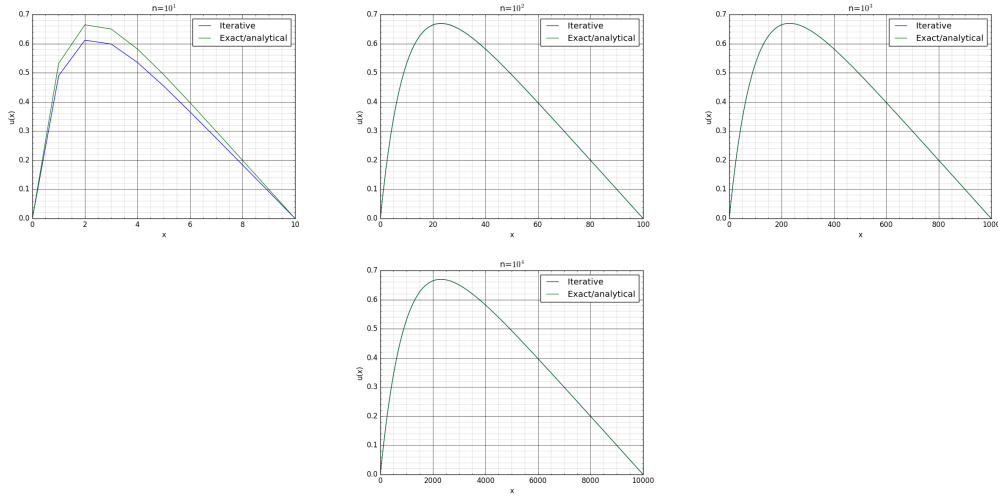 n=10¹
Iterative
Exact/analytical
u(x)
0.7
0.6
0.5
0.4
0.3
0.2
0.1
0.0
0 2 4 6 8 10
x
n=10²
Iterative
Exact/analytical
u(x)
0.7
0.6
0.5
0.4
0.3
0.2
0.1
0.0
0 20 40 60 80 100
x
n=10³
Iterative
Exact/analytical
u(x)
0.7
0.6
0.5
0.4
0.3
0.2
0.1
0.0
0 200 400 600 800 1000
x
n=10⁴
Iterative
Exact/analytical
u(x)
0.7
0.6
0.5
0.4
0.3
0.2
0.1
0.0
0 2000 4000 6000 8000 10000
x